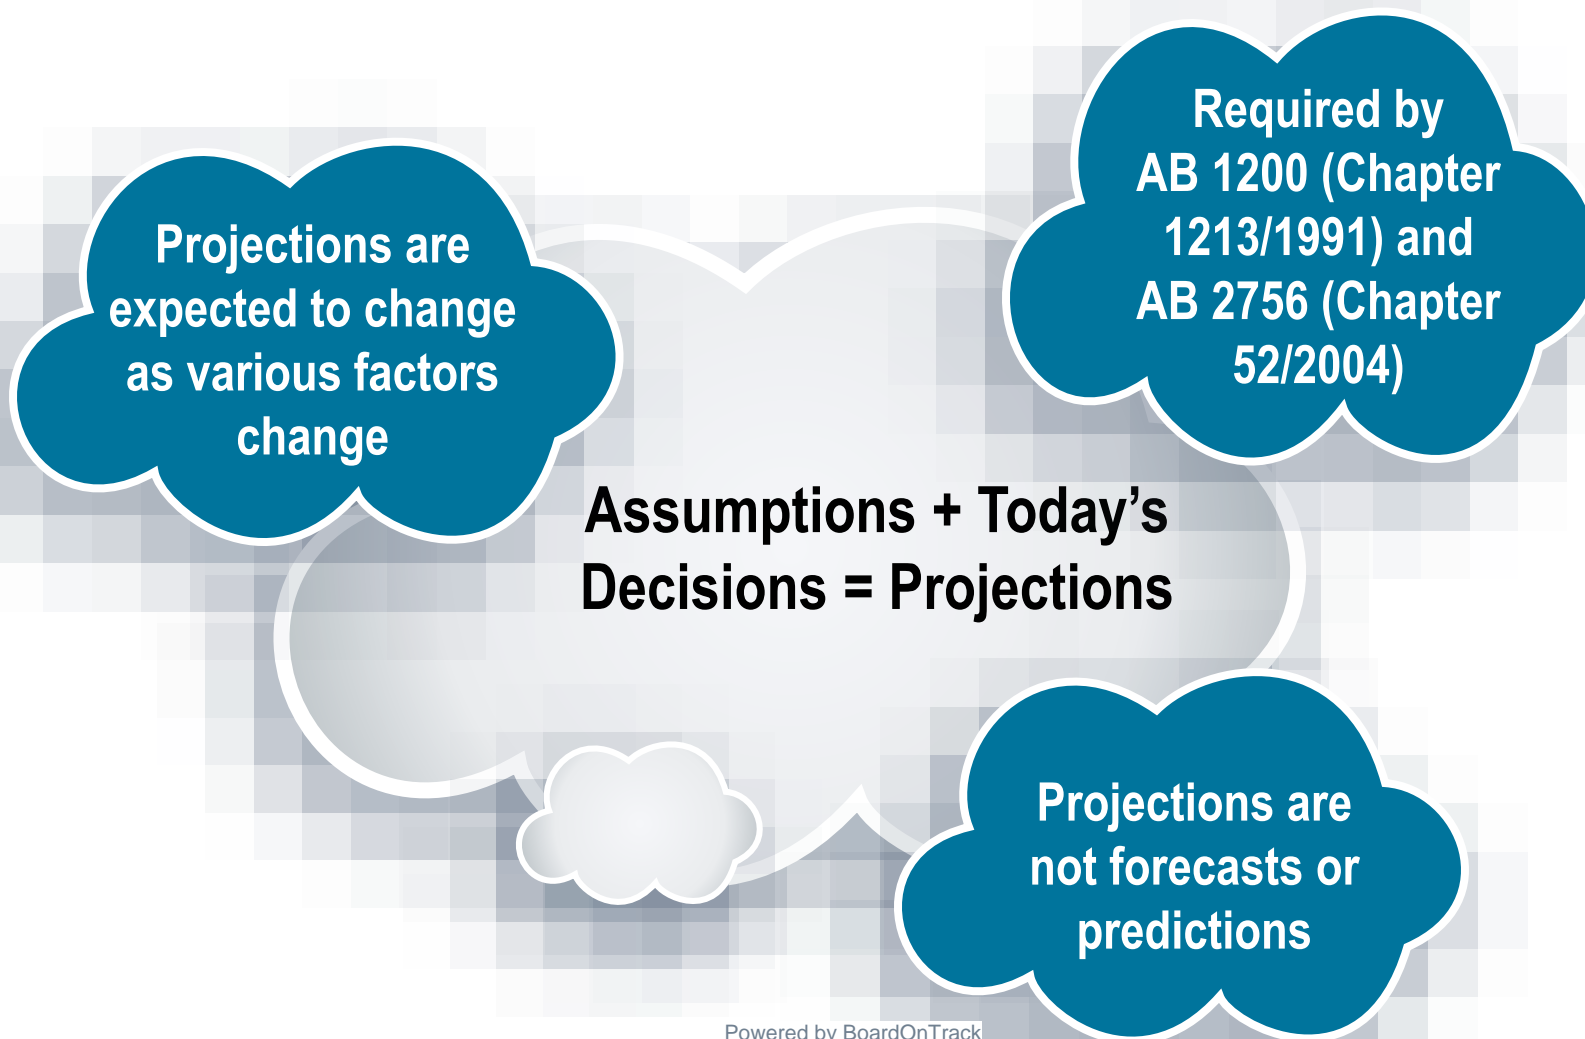 Required by
AB 1200 (Chapter
1213/1991) and
AB 2756 (Chapter
52/2004)
Projections are
expected to change
as various factors
change
Assumptions + Today’s
Decisions = Projections
Projections are
not forecasts or
predictions
Powered by BoardOnTrack